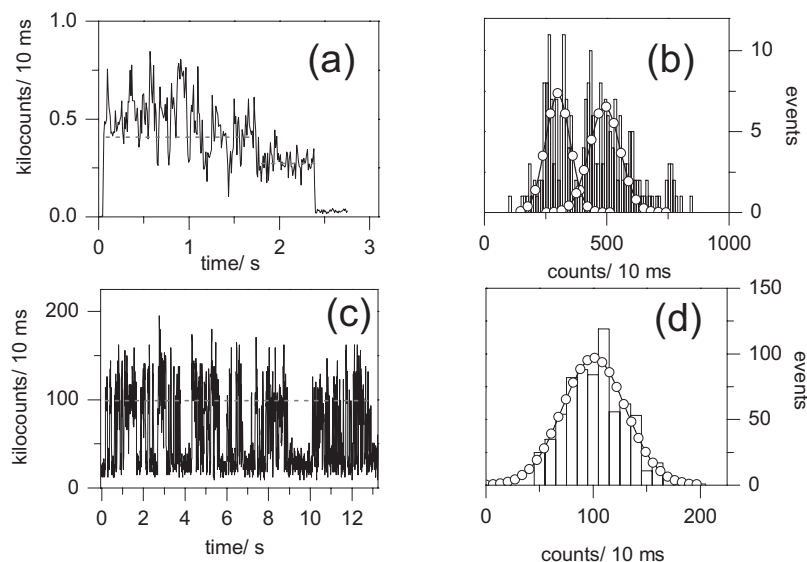 (a)
kilocounts/ 10 ms
1.0
0.5
0.0
0 1 2 3
time/ s
(b)
events
10
5
0
0 500 1000
counts/ 10 ms
(c)
kilocounts/ 10 ms
200
100
0
0 2 4 6 8 10 12
time/ s
(d)
events
150
100
50
0
0 100 200
counts/ 10 ms